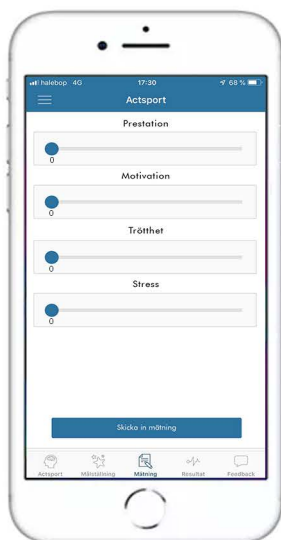 halebop 4G 17:30 68 %
Actsport
Prestation
0
Motivation
0
Trötthet
0
Stress
0
Skicka in mätning
Actsport Målställning Mätning Resultat Feedback